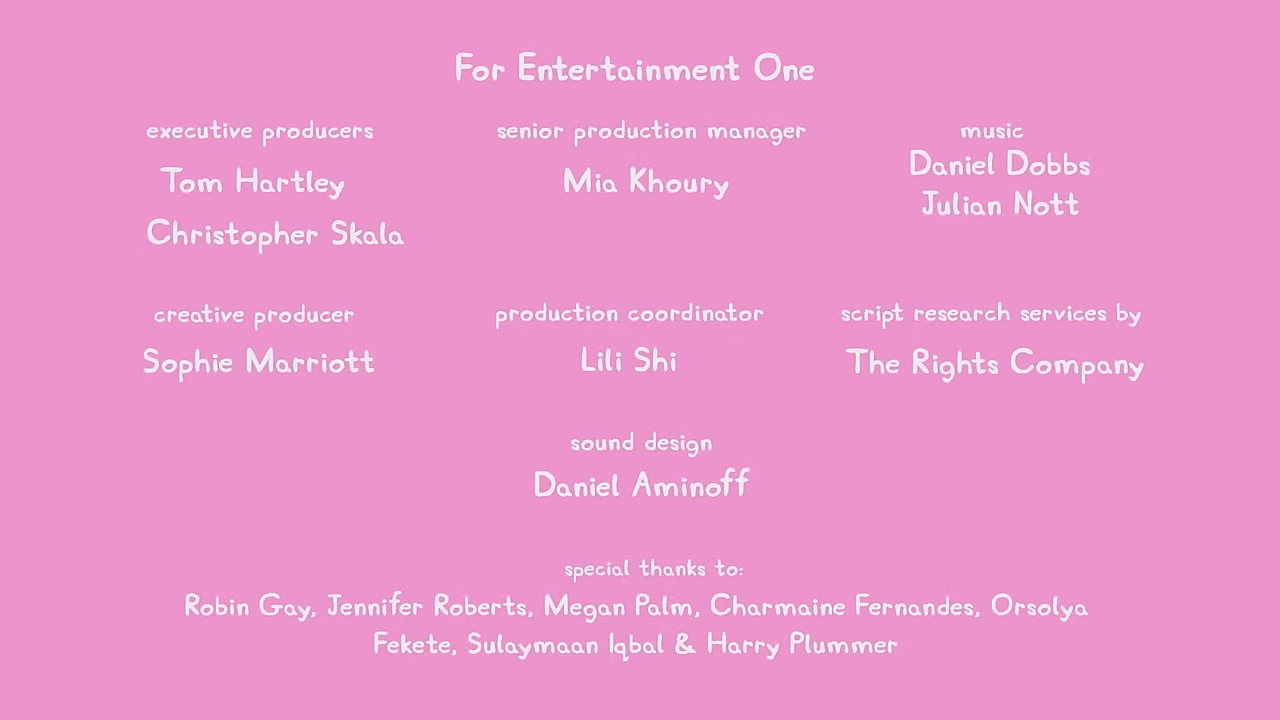 For Entertainment One
executive producers
Tom Hartley
Christopher Skala
senior production manager
Mia Khoury
music
Daniel Dobbs
Julian Nott
creative producer
Sophie Marriott
production coordinator
Lili Shi
script research services by
The Rights Company
sound design
Daniel Aminoff
special thanks to:
Robin Gay, Jennifer Roberts, Megan Palm, Charmaine Fernandes, Orsolya
Fekete, Sulaymaan Iqbal & Harry Plummer